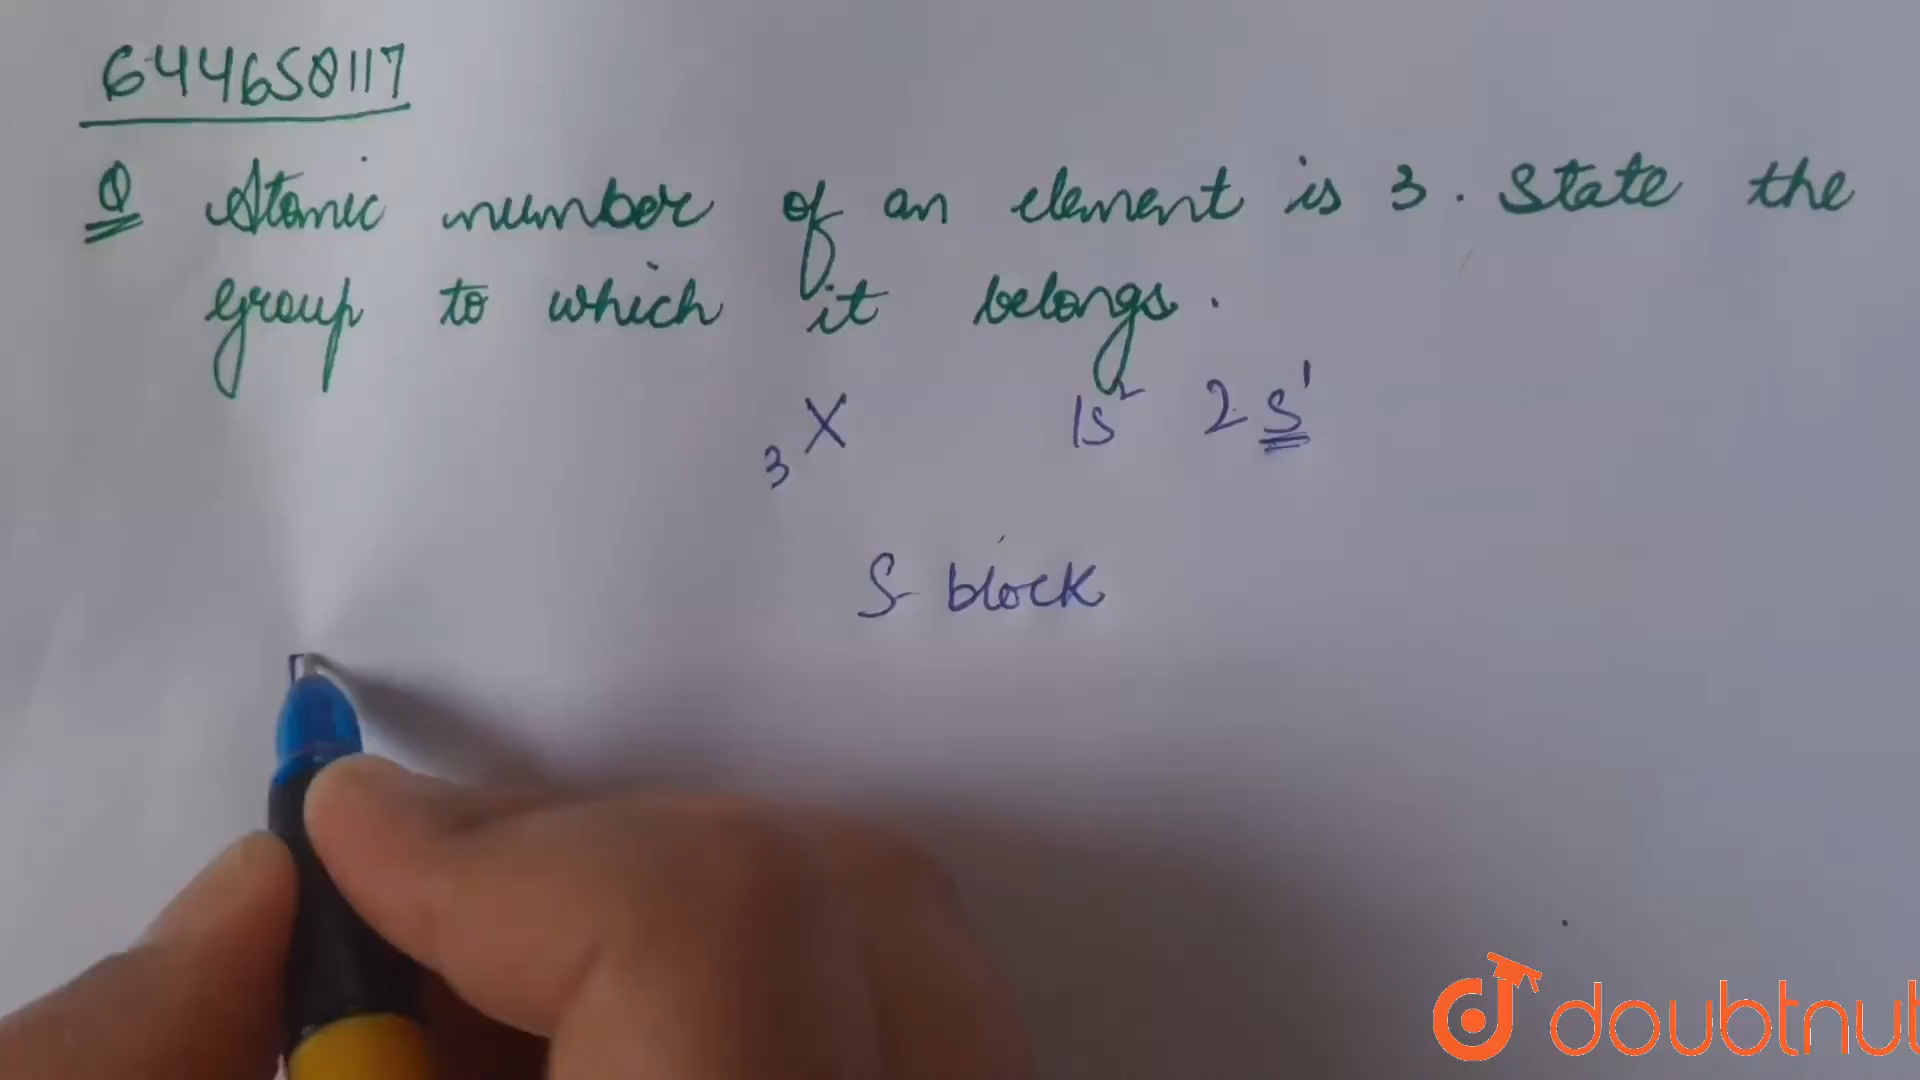 644658117
Q Atomic number of an element is 3. State the
group to which it belongs.
₃X 1s² 2s¹
S block
doubtnut